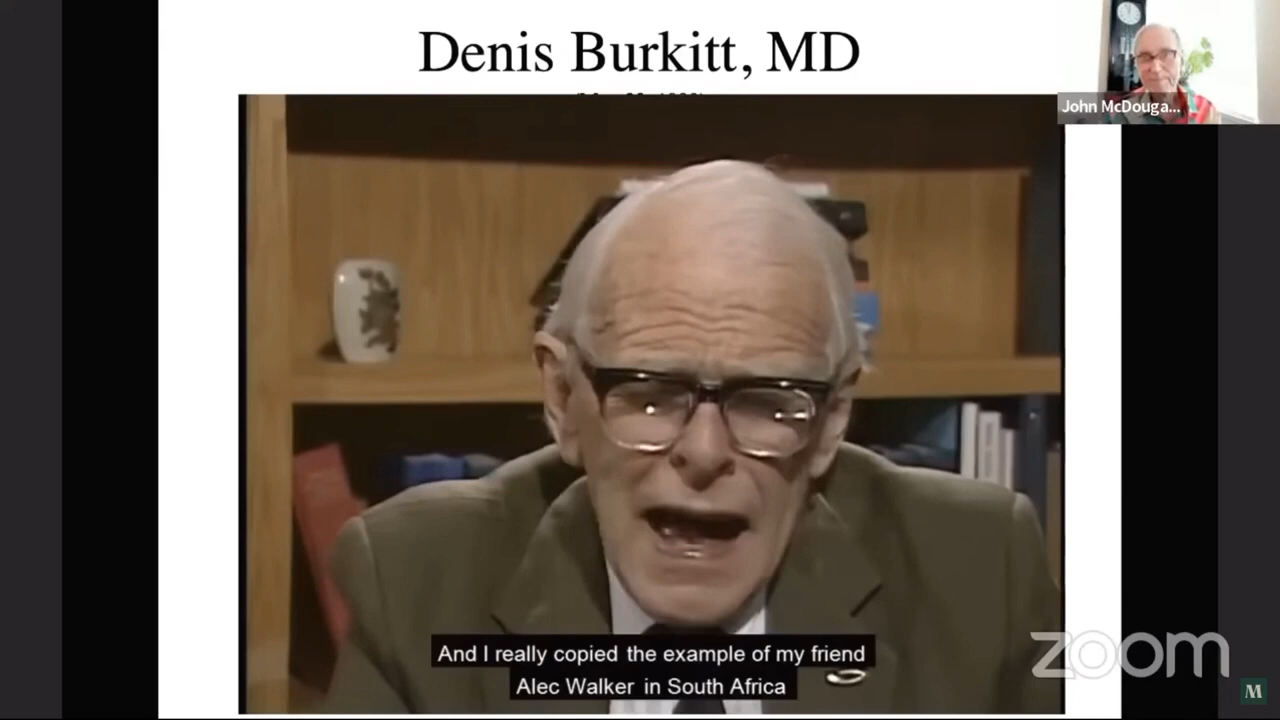 Denis Burkitt, MD
John McDouga...
And I really copied the example of my friend
Alec Walker in South Africa
zoom
M